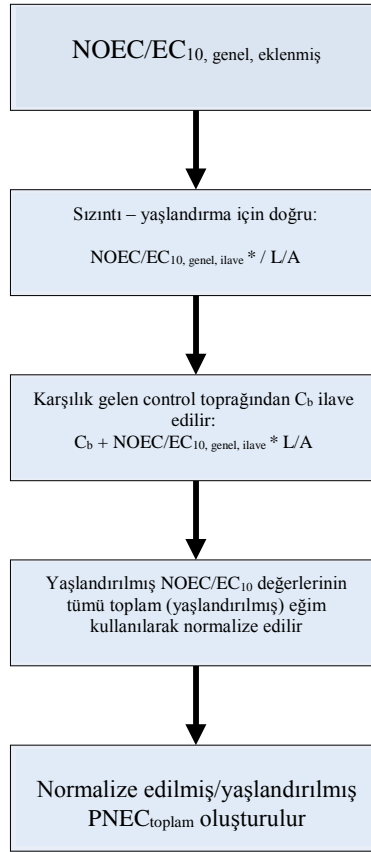 NOEC/EC10, genel, eklenmiş
Sızıntı – yaşlandırma için doğru:
NOEC/EC10, genel, ilave * / L/A
Karşılık gelen control toprağından Cb ilave
edilir:
Cb + NOEC/EC10, genel, ilave * L/A
Yaşlandırılmış NOEC/EC10 değerlerinin
tümü toplam (yaşlandırılmış) eğim
kullanılarak normalize edilir
Normalize edilmiş/yaşlandırılmış
PNECtoplam oluşturulur